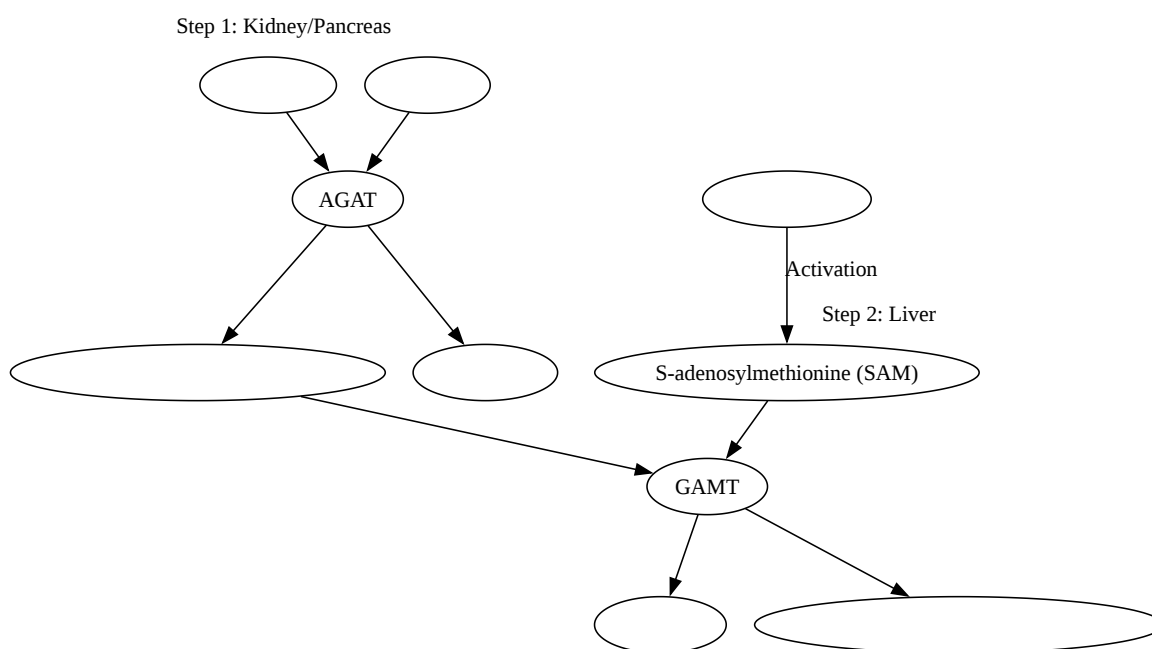 Step 1: Kidney/Pancreas
AGAT
Activation
Step 2: Liver
S-adenosylmethionine (SAM)
GAMT